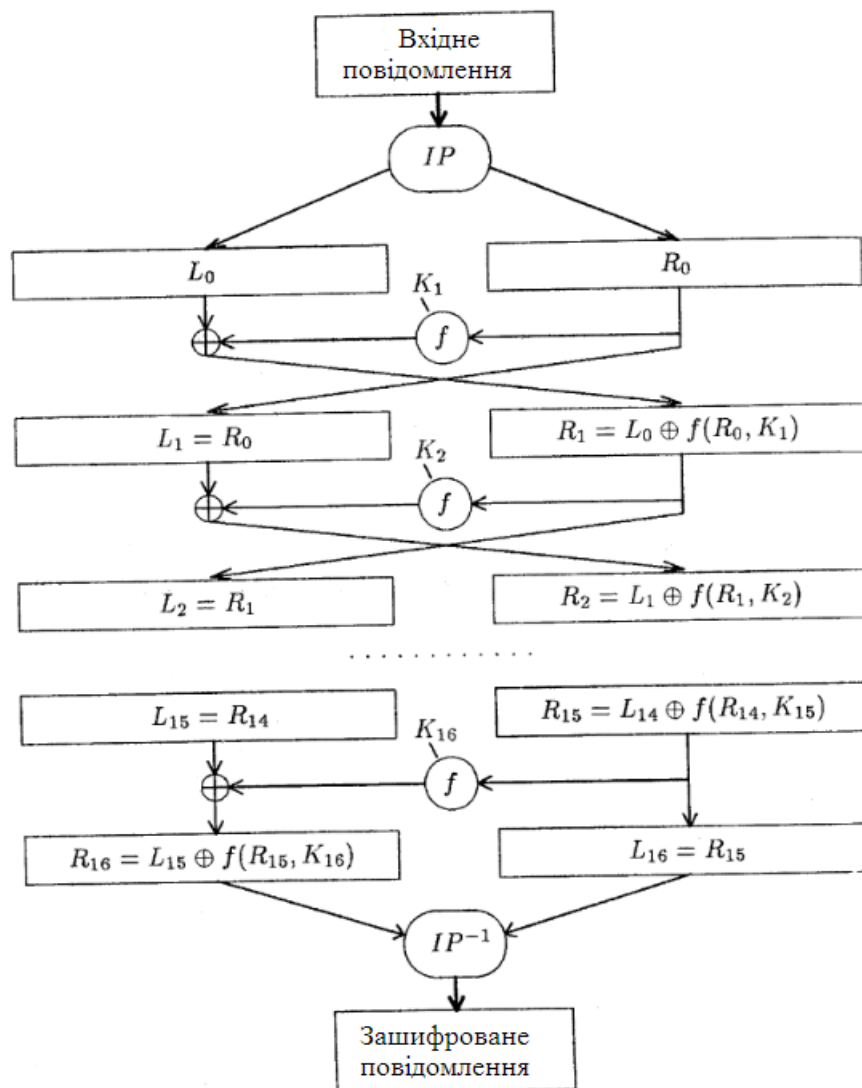 Вхідне
повідомлення
IP
L₀
R₀
K₁
f
L₁ = R₀
R₁ = L₀ ⊕ f(R₀, K₁)
K₂
f
L₂ = R₁
R₂ = L₁ ⊕ f(R₁, K₂)
. . . . . . . . . . . . .
L₁₅ = R₁₄
R₁₅ = L₁₄ ⊕ f(R₁₄, K₁₅)
K₁₆
f
R₁₆ = L₁₅ ⊕ f(R₁₅, K₁₆)
L₁₆ = R₁₅
IP⁻¹
Зашифроване
повідомлення